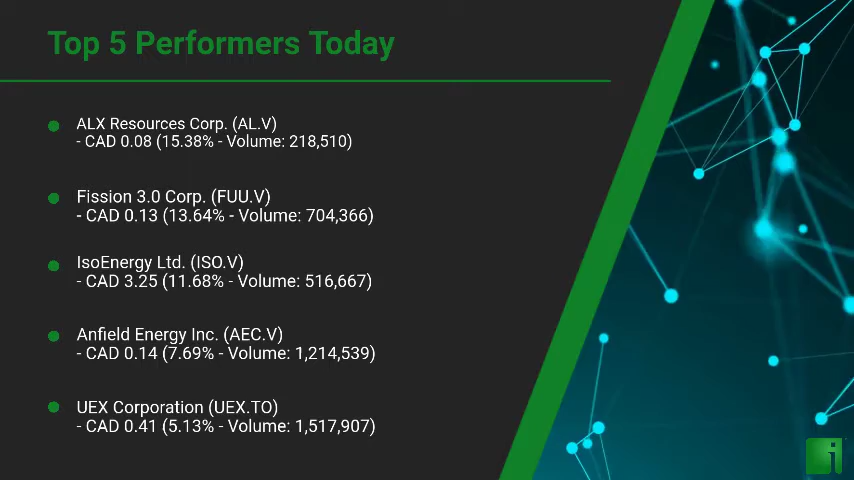 Top 5 Performers Today
ALX Resources Corp. (AL.V)
- CAD 0.08 (15.38% - Volume: 218,510)
Fission 3.0 Corp. (FUU.V)
- CAD 0.13 (13.64% - Volume: 704,366)
IsoEnergy Ltd. (ISO.V)
- CAD 3.25 (11.68% - Volume: 516,667)
Anfield Energy Inc. (AEC.V)
- CAD 0.14 (7.69% - Volume: 1,214,539)
UEX Corporation (UEX.TO)
- CAD 0.41 (5.13% - Volume: 1,517,907)
i